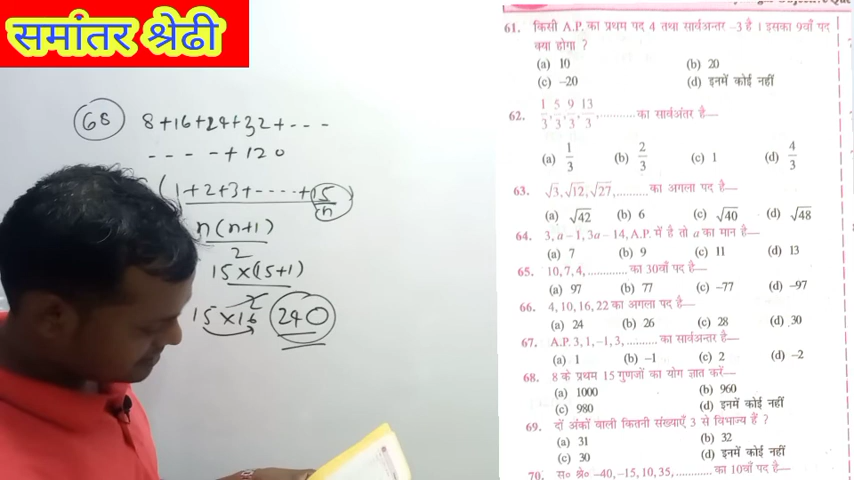 समांतर श्रेढी
68 8+16+24+32+---
- - - - - +120
(1+2+3+-----+15
n
n(n+1)
2
15×(15+1)
2
15×16 240
61. किसी A.P. का प्रथम पद 4 तथा सार्वअन्तर –3 है । इसका 9वाँ पद
क्या होगा ?
(a) 10 (b) 20
(c) –20 (d) इनमें कोई नहीं
62. 1/3, 5/3, 9/3, 13/3, ........... का सार्वअंतर है—
(a) 1/3 (b) 2/3 (c) 1 (d) 4/3
63. √3, √12, √27, .......... का अगला पद है—
(a) √42 (b) 6 (c) √40 (d) √48
64. 3, a – 1, 3a – 14, A.P. में है तो a का मान है—
(a) 7 (b) 9 (c) 11 (d) 13
65. 10, 7, 4, ............. का 30वाँ पद है—
(a) 97 (b) 77 (c) –77 (d) –97
66. 4, 10, 16, 22 का अगला पद है—
(a) 24 (b) 26 (c) 28 (d) 30
67. A.P. 3, 1, –1, 3, .......... का सार्वअन्तर है—
(a) 1 (b) –1 (c) 2 (d) –2
68. 8 के प्रथम 15 गुणजों का योग ज्ञात करें—
(a) 1000 (b) 960
(c) 980 (d) इनमें कोई नहीं
69. दों अंकों वाली कितनी संख्याएँ 3 से विभाज्य हैं ?
(a) 31 (b) 32
(c) 30 (d) इनमें कोई नहीं
70. स० श्रे० –40, –15, 10, 35, ............ का 10वाँ पद है—